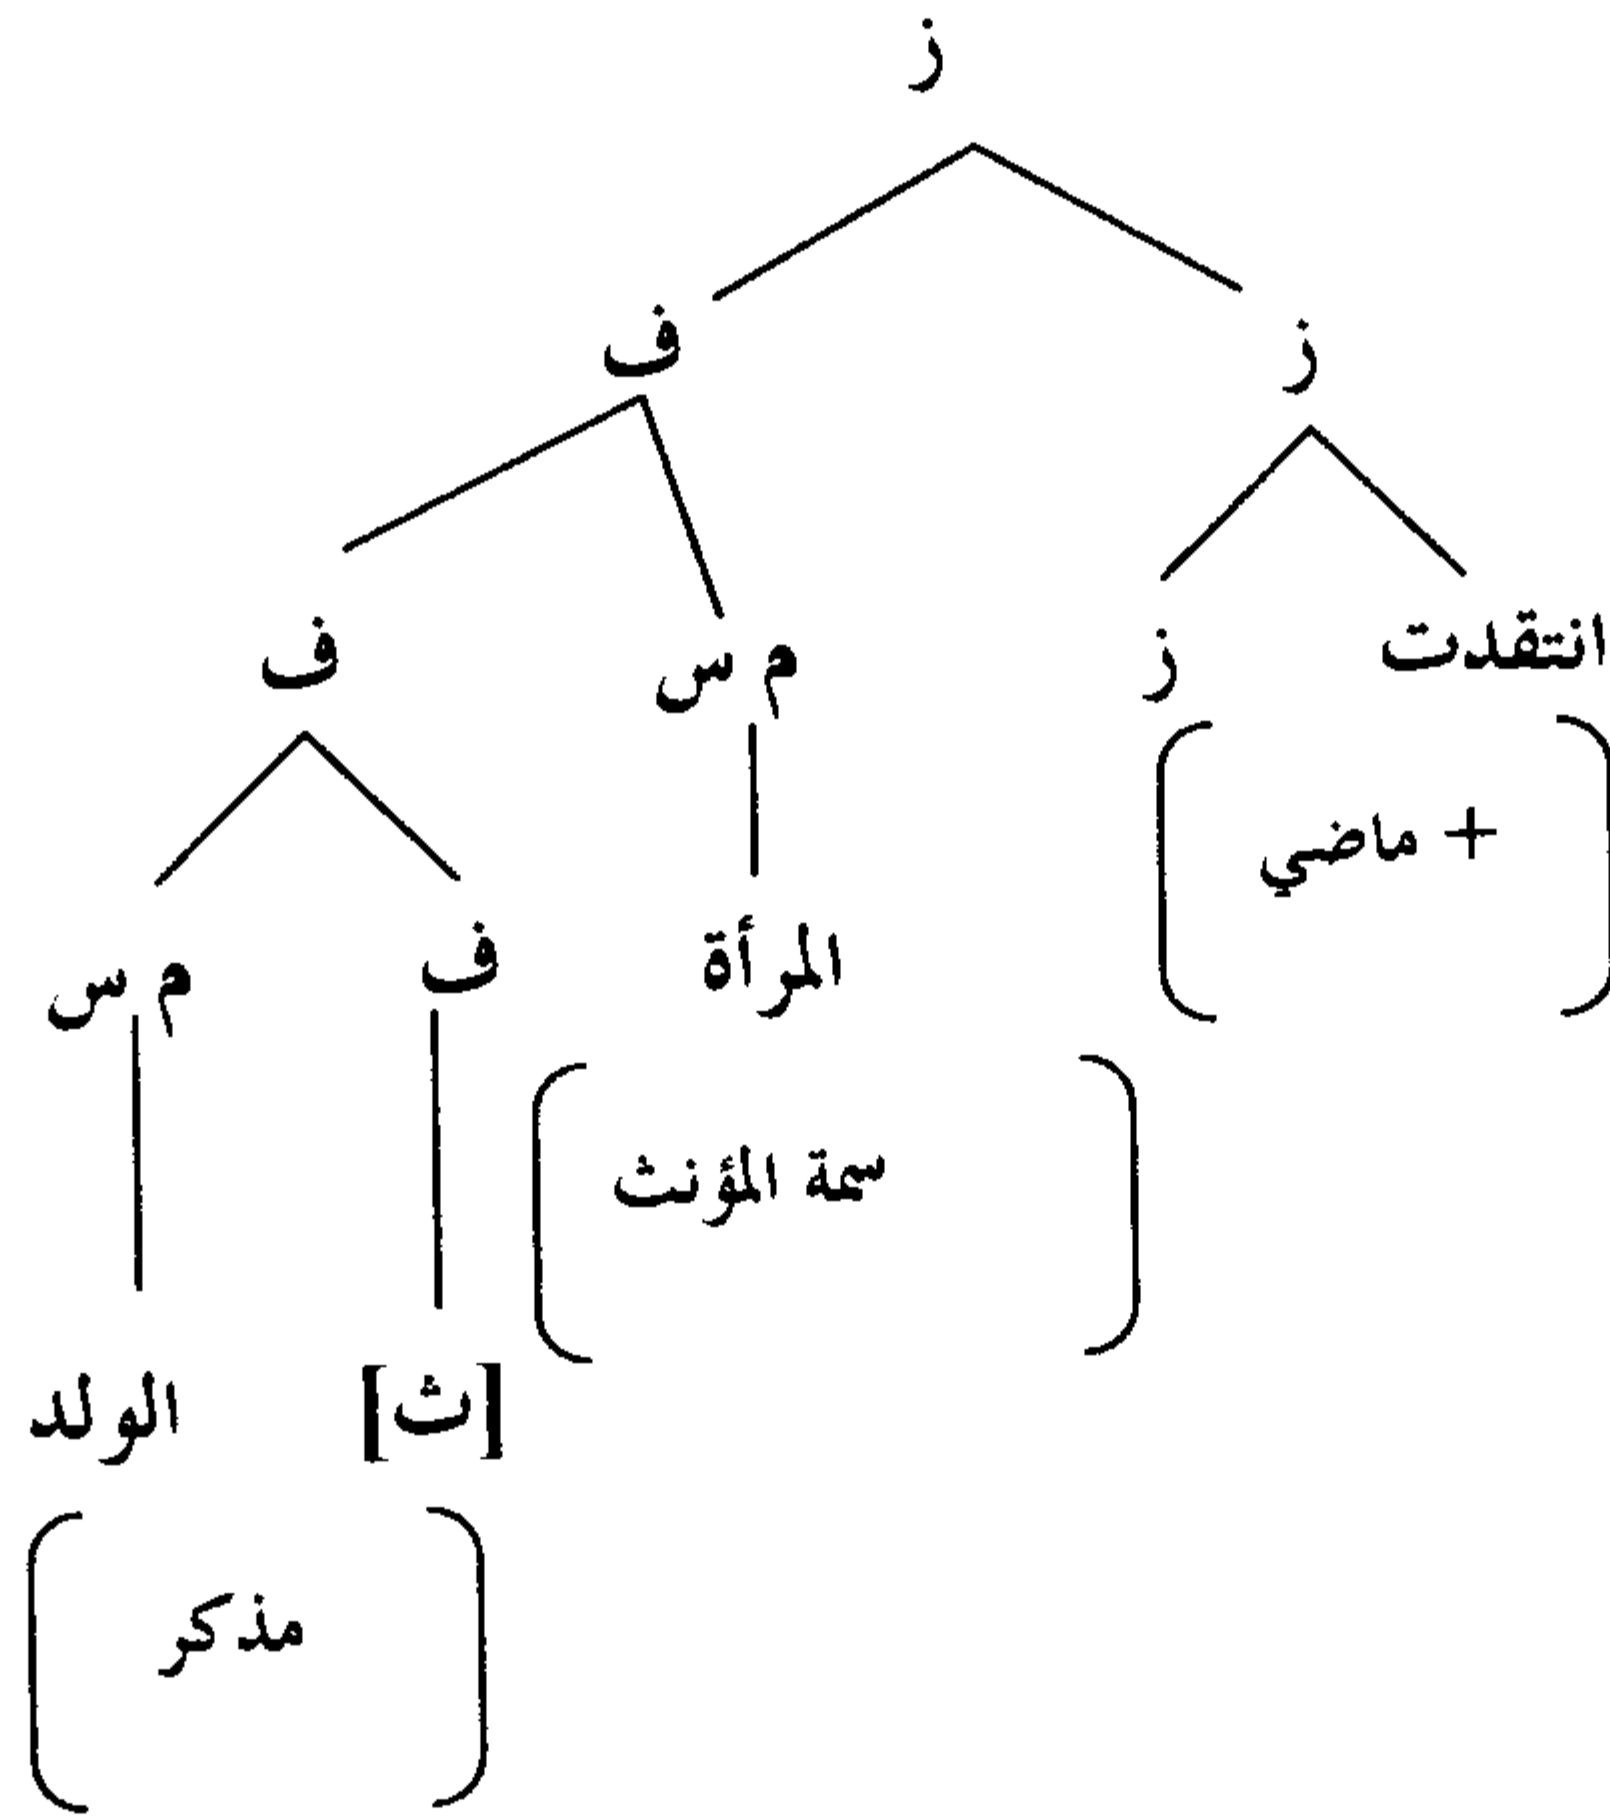 ز
ز ف
انتقدت ز م س ف
+ ماضي
المرأة ف م س
سمة المؤنث
[ث] الولد
مذكر